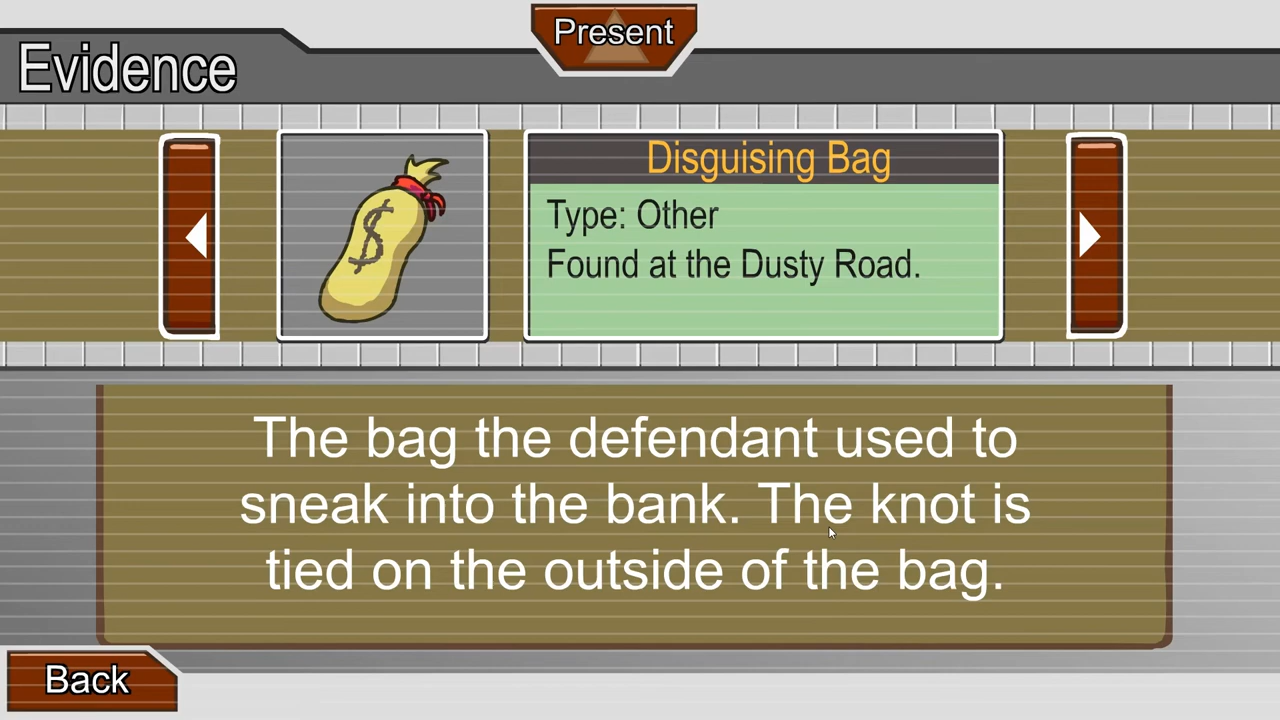 Present
Evidence
Disguising Bag
Type: Other
Found at the Dusty Road.
$
The bag the defendant used to
sneak into the bank. The knot is
tied on the outside of the bag.
Back